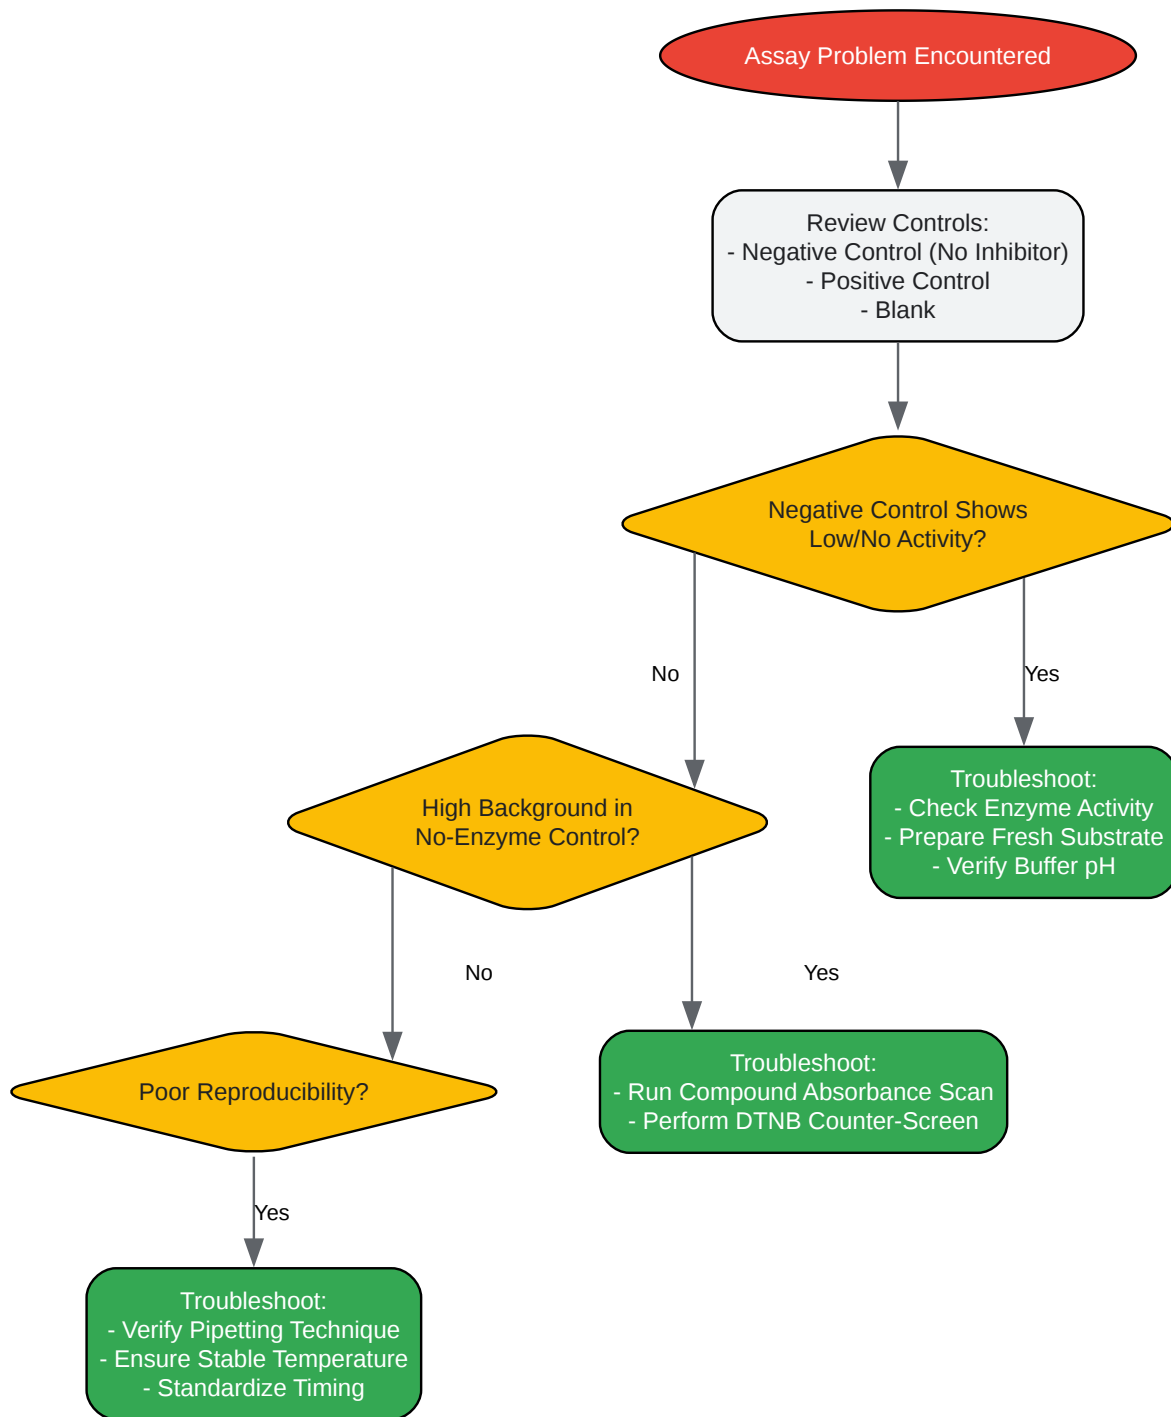 Assay Problem Encountered
Review Controls:
- Negative Control (No Inhibitor)
- Positive Control
- Blank
Negative Control Shows
Low/No Activity?
No
Yes
High Background in
No-Enzyme Control?
Troubleshoot:
- Check Enzyme Activity
- Prepare Fresh Substrate
- Verify Buffer pH
No
Yes
Poor Reproducibility?
Troubleshoot:
- Run Compound Absorbance Scan
- Perform DTNB Counter-Screen
Yes
Troubleshoot:
- Verify Pipetting Technique
- Ensure Stable Temperature
- Standardize Timing